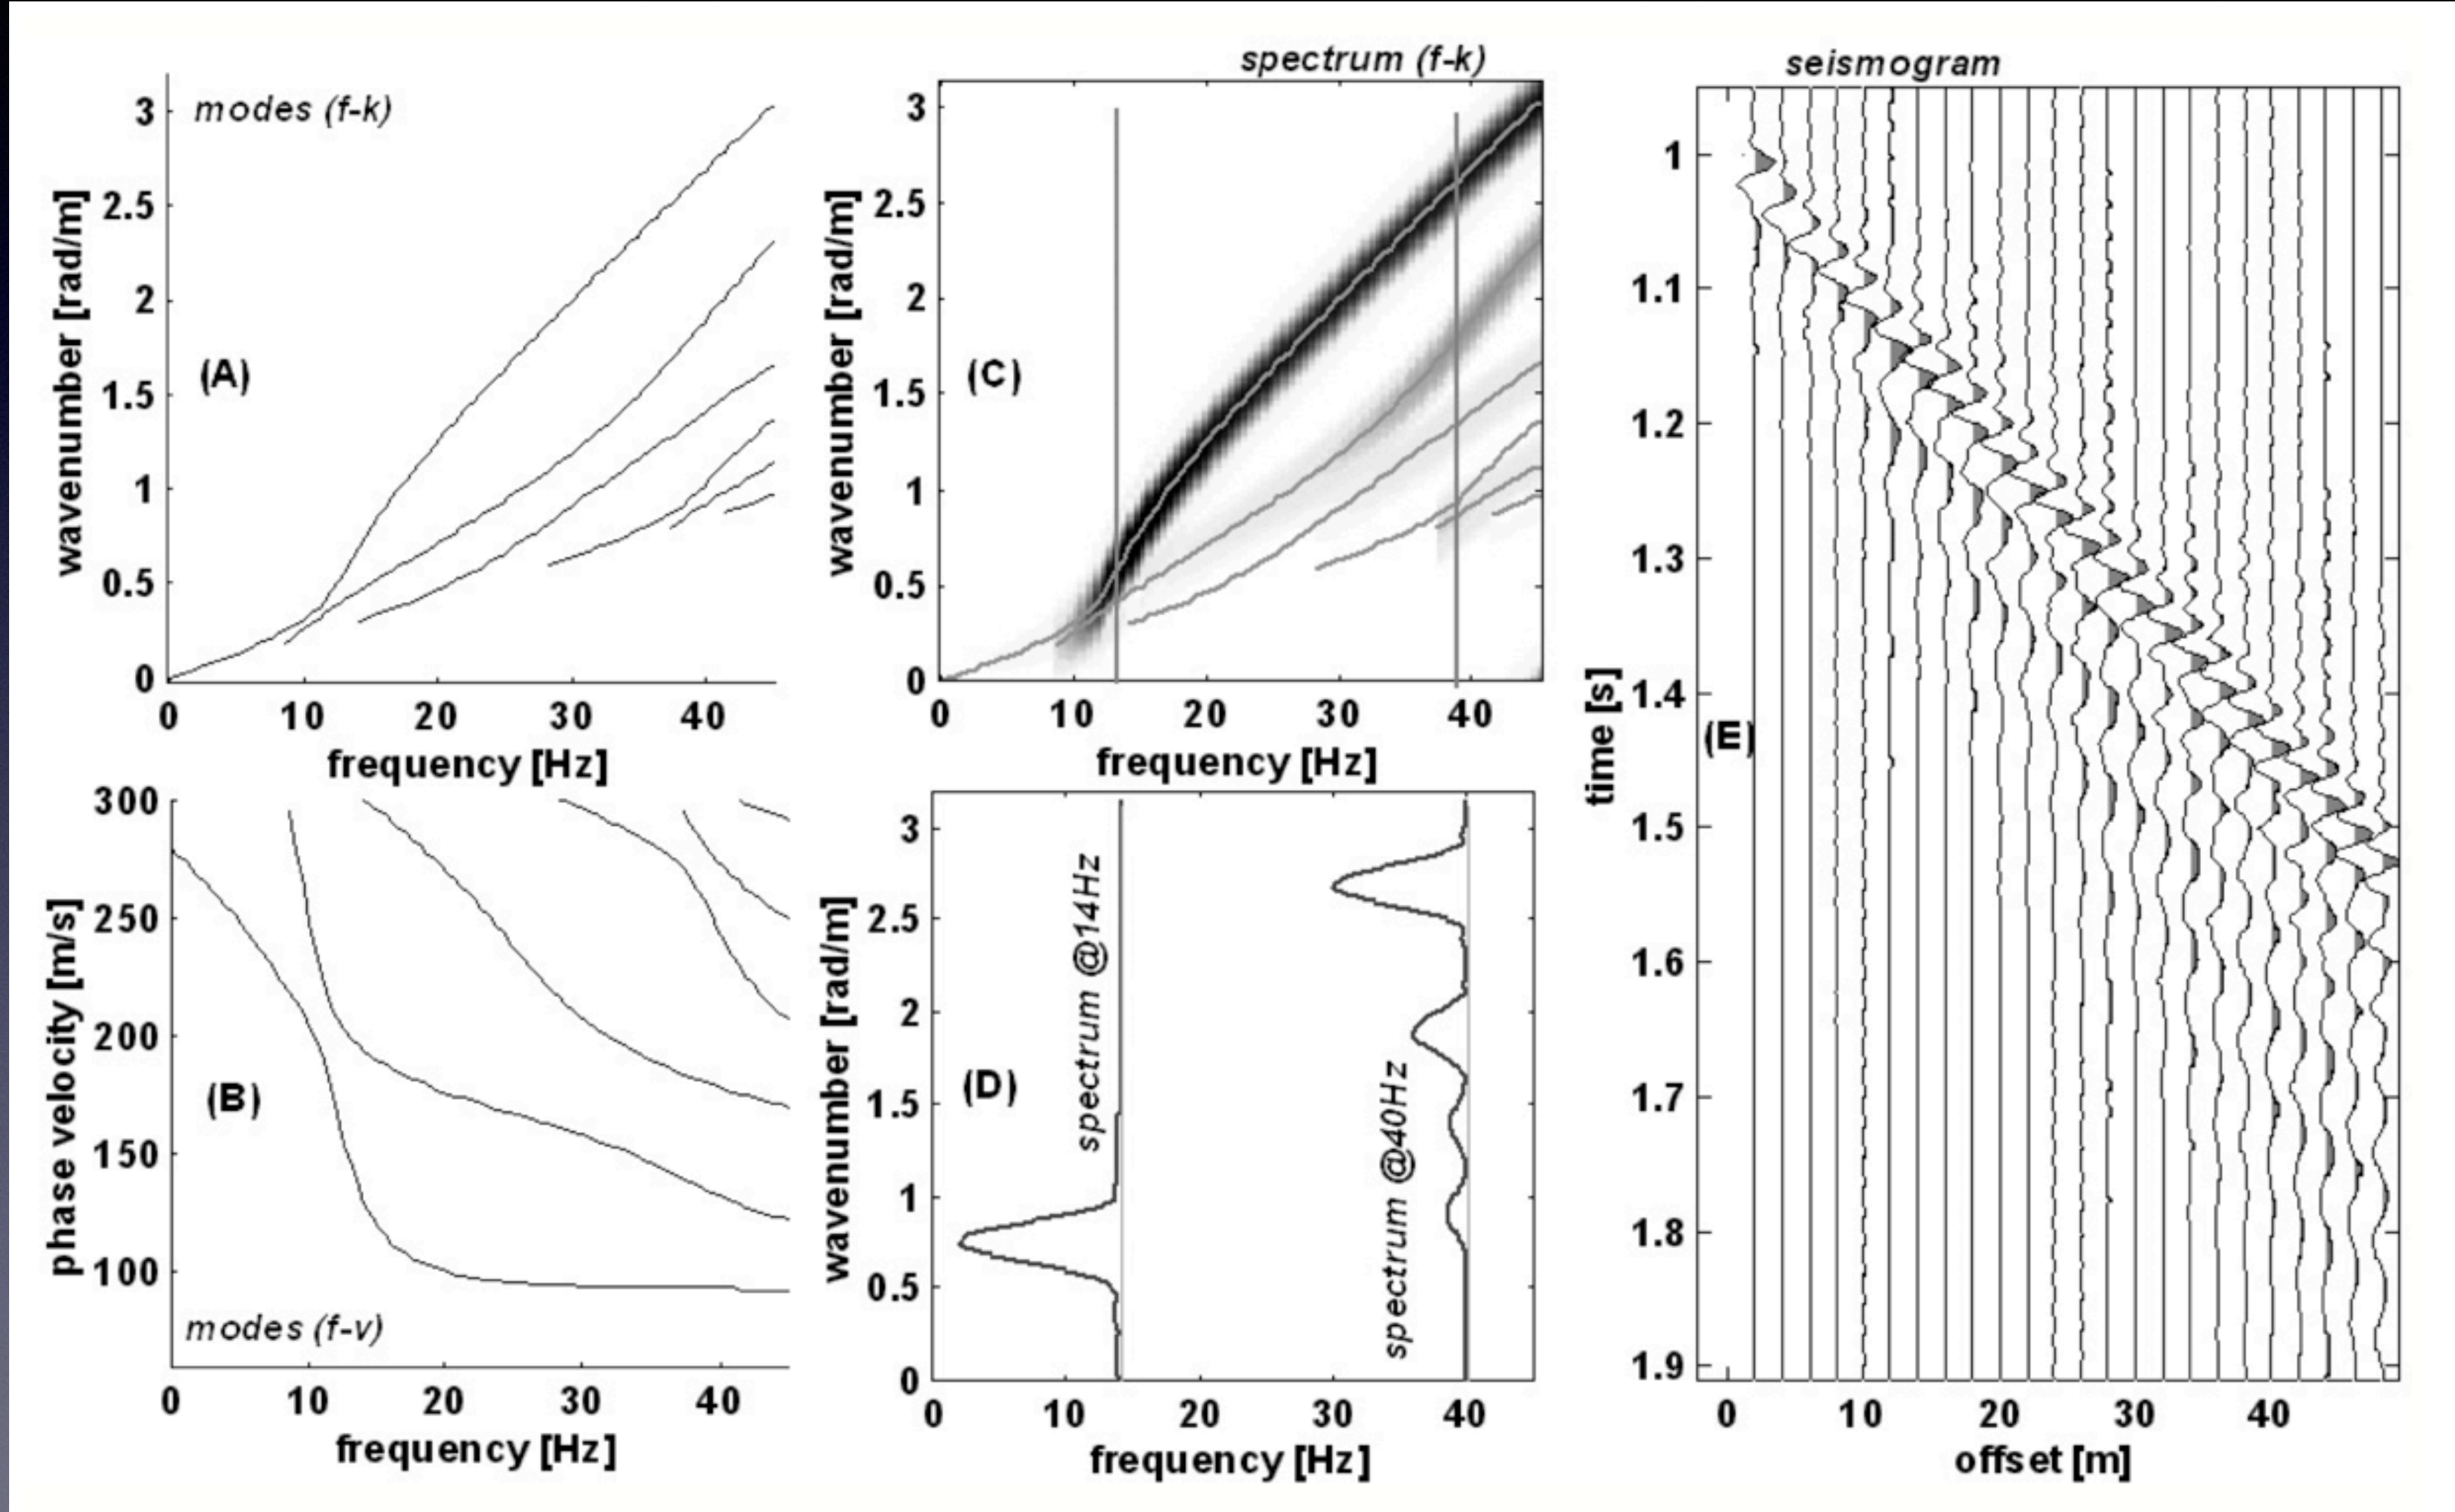 modes (f-k)
3
2.5
2
1.5
1
0.5
0
wavenumber [rad/m]
(A)
0 10 20 30 40
frequency [Hz]
300
250
200
150
100
phase velocity [m/s]
(B)
modes (f-v)
0 10 20 30 40
frequency [Hz]
spectrum (f-k)
3
2.5
2
1.5
1
0.5
0
wavenumber [rad/m]
(C)
0 10 20 30 40
frequency [Hz]
3
2.5
2
1.5
1
0.5
0
wavenumber [rad/m]
(D)
spectrum @14Hz
spectrum @40Hz
0 10 20 30 40
frequency [Hz]
seismogram
1
1.1
1.2
1.3
1.4
1.5
1.6
1.7
1.8
1.9
time [s]
(E)
0 10 20 30 40
offset [m]